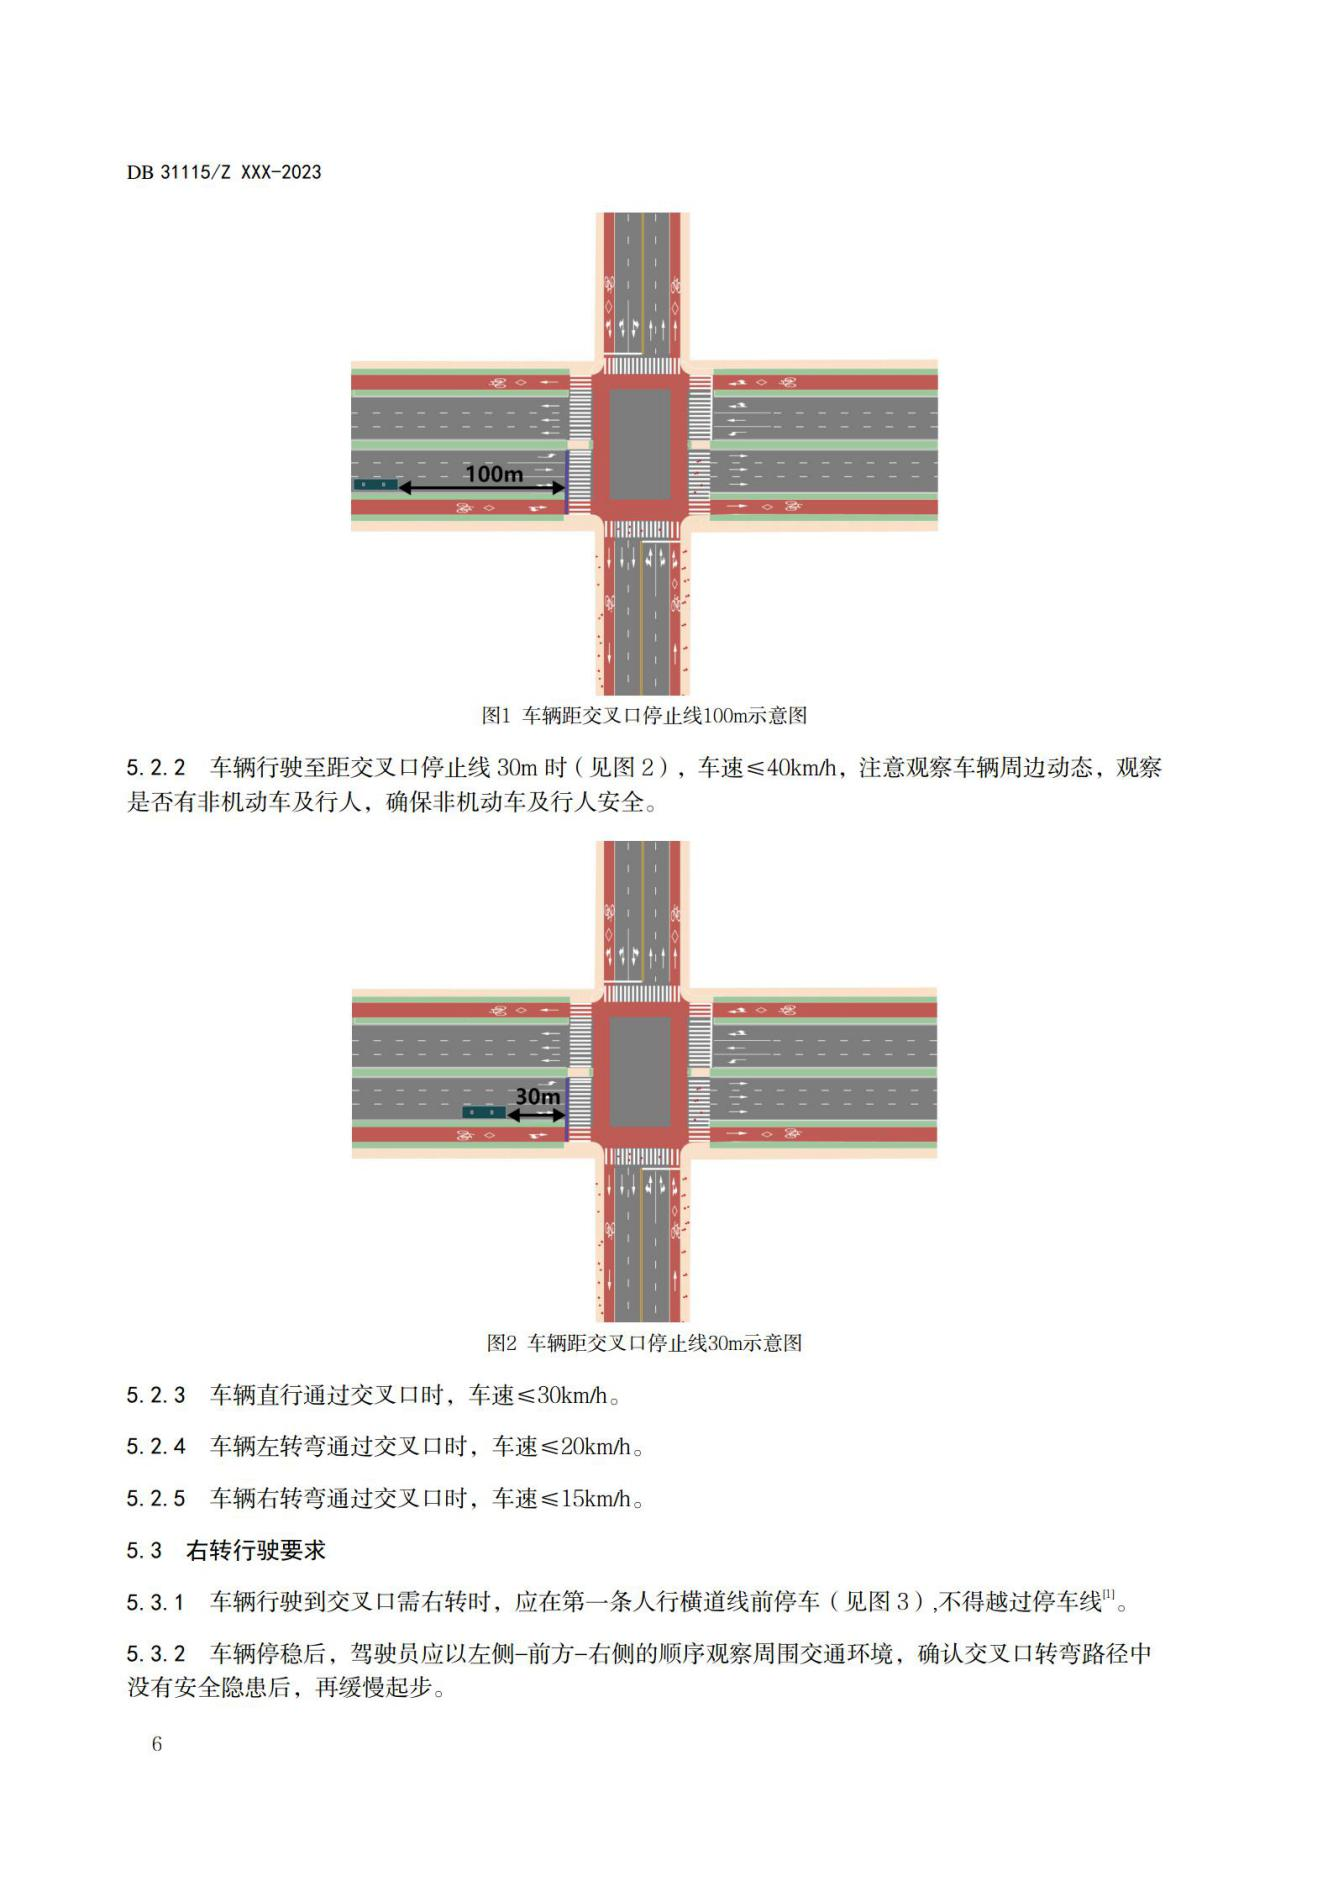 DB 31115/Z XXX-2023
100m
图1 车辆距交叉口停止线100m示意图
5.2.2 车辆行驶至距交叉口停止线 30m 时（见图 2），车速≤40km/h，注意观察车辆周边动态，观察
是否有非机动车及行人，确保非机动车及行人安全。
30m
图2 车辆距交叉口停止线30m示意图
5.2.3 车辆直行通过交叉口时，车速≤30km/h。
5.2.4 车辆左转弯通过交叉口时，车速≤20km/h。
5.2.5 车辆右转弯通过交叉口时，车速≤15km/h。
5.3 右转行驶要求
5.3.1 车辆行驶到交叉口需右转时，应在第一条人行横道线前停车（见图 3）,不得越过停车线[1]。
5.3.2 车辆停稳后，驾驶员应以左侧-前方-右侧的顺序观察周围交通环境，确认交叉口转弯路径中
没有安全隐患后，再缓慢起步。
6